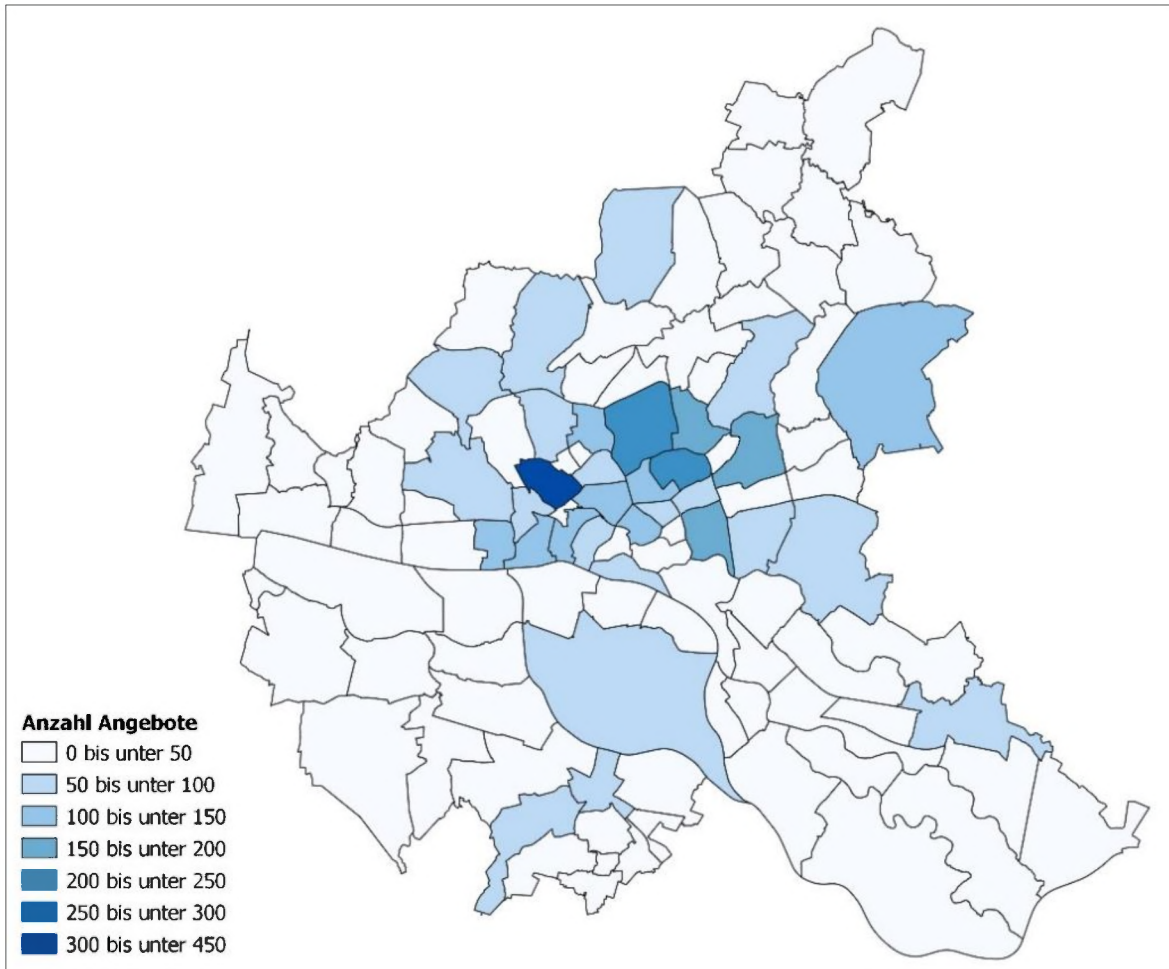 Anzahl Angebote
0 bis unter 50
50 bis unter 100
100 bis unter 150
150 bis unter 200
200 bis unter 250
250 bis unter 300
300 bis unter 450